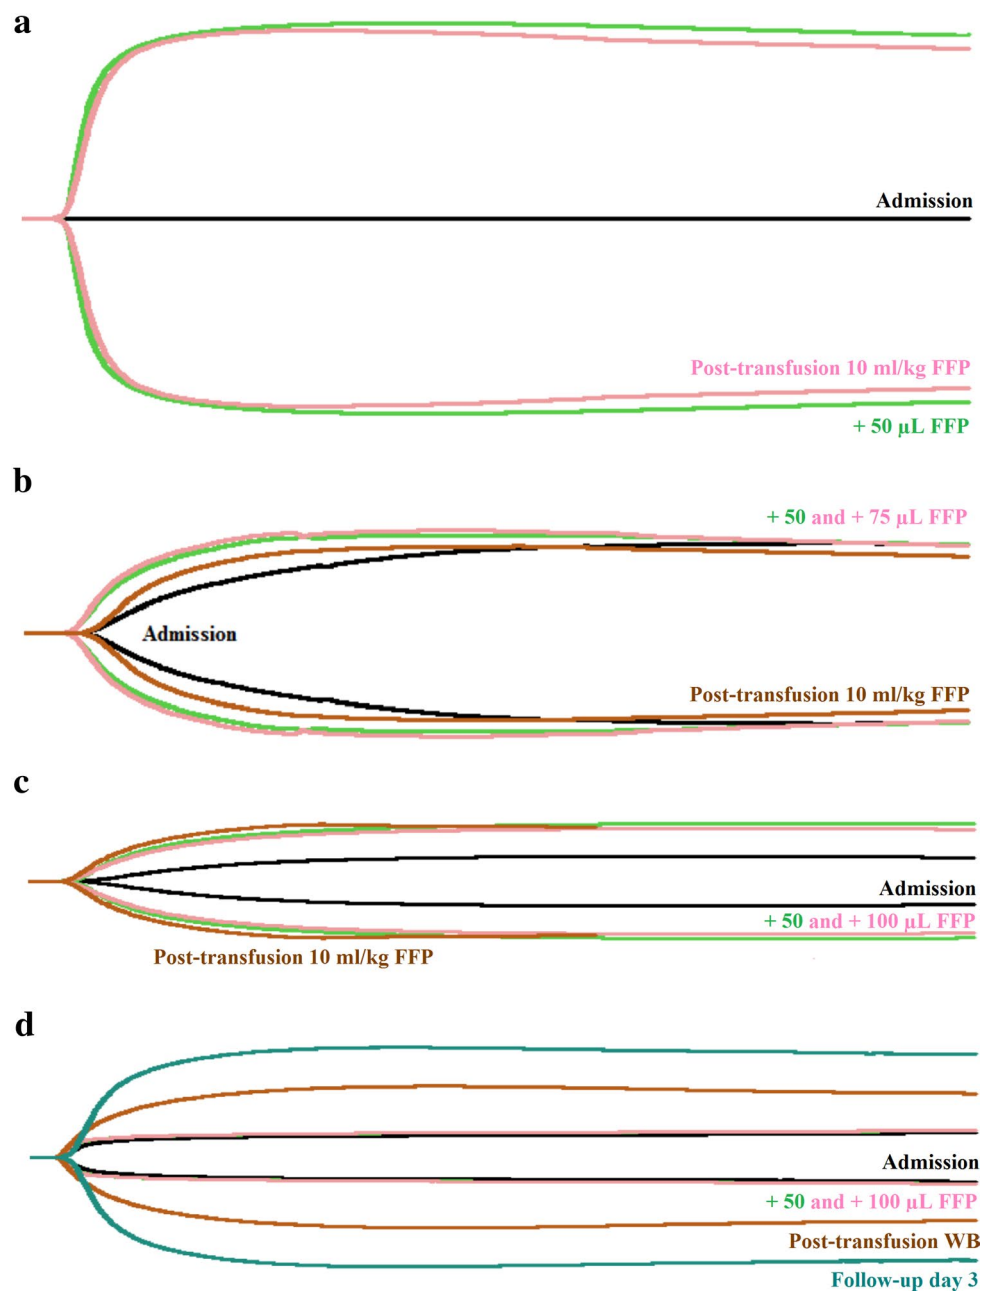 a
Admission
Post-transfusion 10 ml/kg FFP
+ 50 µL FFP
b
+ 50 and + 75 µL FFP
Admission
Post-transfusion 10 ml/kg FFP
c
Admission
+ 50 and + 100 µL FFP
Post-transfusion 10 ml/kg FFP
d
Admission
+ 50 and + 100 µL FFP
Post-transfusion WB
Follow-up day 3